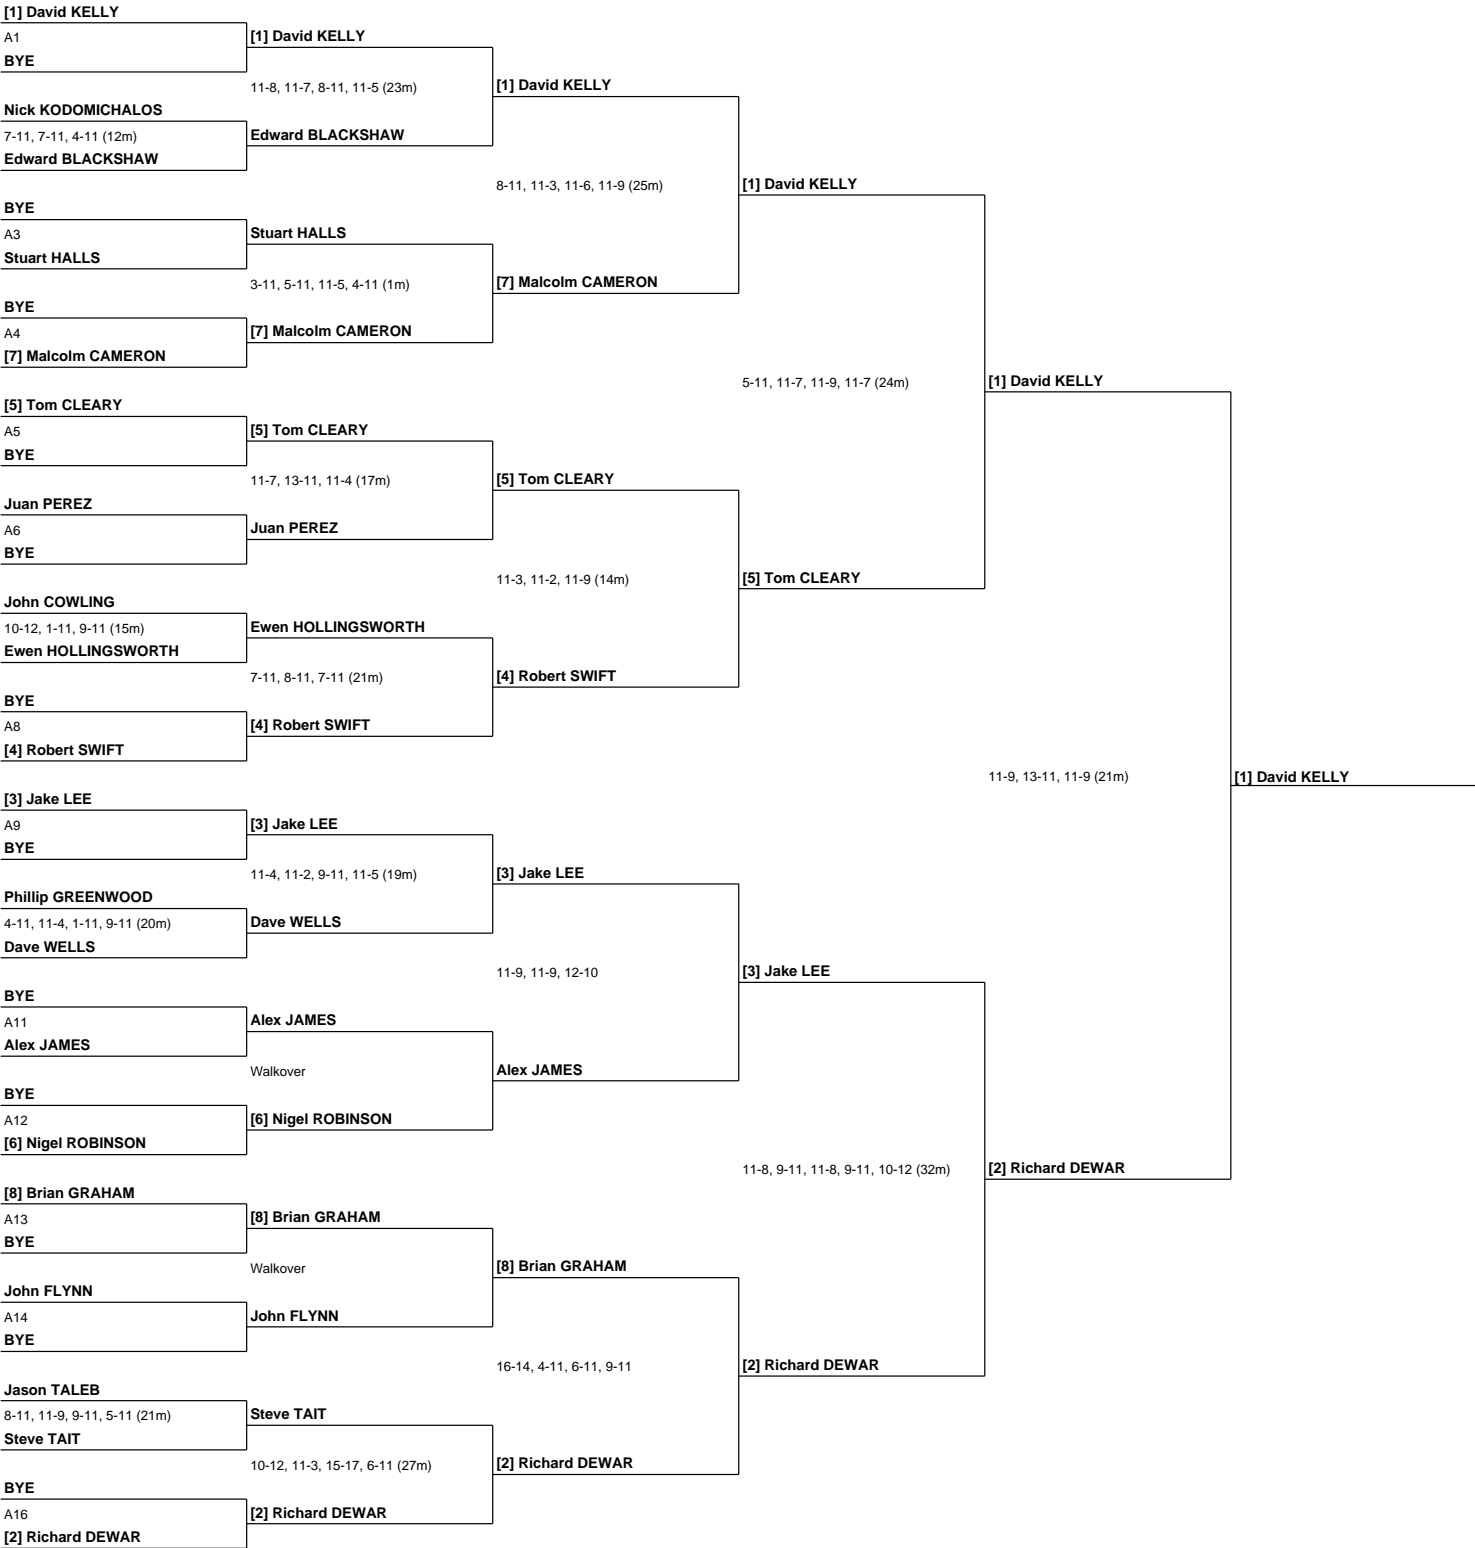 [1] David KELLY
A1
BYE
Nick KODOMICHALOS
7-11, 7-11, 4-11 (12m)
Edward BLACKSHAW
BYE
A3
Stuart HALLS
BYE
A4
[7] Malcolm CAMERON
[5] Tom CLEARY
A5
BYE
Juan PEREZ
A6
BYE
John COWLING
10-12, 1-11, 9-11 (15m)
Ewen HOLLINGSWORTH
BYE
A8
[4] Robert SWIFT
[3] Jake LEE
A9
BYE
Phillip GREENWOOD
4-11, 11-4, 1-11, 9-11 (20m)
Dave WELLS
BYE
A11
Alex JAMES
BYE
A12
[6] Nigel ROBINSON
[8] Brian GRAHAM
A13
BYE
John FLYNN
A14
BYE
Jason TALEB
8-11, 11-9, 9-11, 5-11 (21m)
Steve TAIT
BYE
A16
[2] Richard DEWAR
[1] David KELLY
11-8, 11-7, 8-11, 11-5 (23m)
Edward BLACKSHAW
Stuart HALLS
3-11, 5-11, 11-5, 4-11 (1m)
[7] Malcolm CAMERON
[5] Tom CLEARY
11-7, 13-11, 11-4 (17m)
Juan PEREZ
Ewen HOLLINGSWORTH
7-11, 8-11, 7-11 (21m)
[4] Robert SWIFT
[3] Jake LEE
11-4, 11-2, 9-11, 11-5 (19m)
Dave WELLS
Alex JAMES
Walkover
[6] Nigel ROBINSON
[8] Brian GRAHAM
Walkover
John FLYNN
Steve TAIT
10-12, 11-3, 15-17, 6-11 (27m)
[2] Richard DEWAR
[1] David KELLY
8-11, 11-3, 11-6, 11-9 (25m)
[7] Malcolm CAMERON
[5] Tom CLEARY
11-3, 11-2, 11-9 (14m)
[4] Robert SWIFT
[3] Jake LEE
11-9, 11-9, 12-10
Alex JAMES
[8] Brian GRAHAM
16-14, 4-11, 6-11, 9-11
[2] Richard DEWAR
[1] David KELLY
5-11, 11-7, 11-9, 11-7 (24m)
[5] Tom CLEARY
[3] Jake LEE
11-8, 9-11, 11-8, 9-11, 10-12 (32m)
[2] Richard DEWAR
[1] David KELLY
11-9, 13-11, 11-9 (21m)
[2] Richard DEWAR
[1] David KELLY